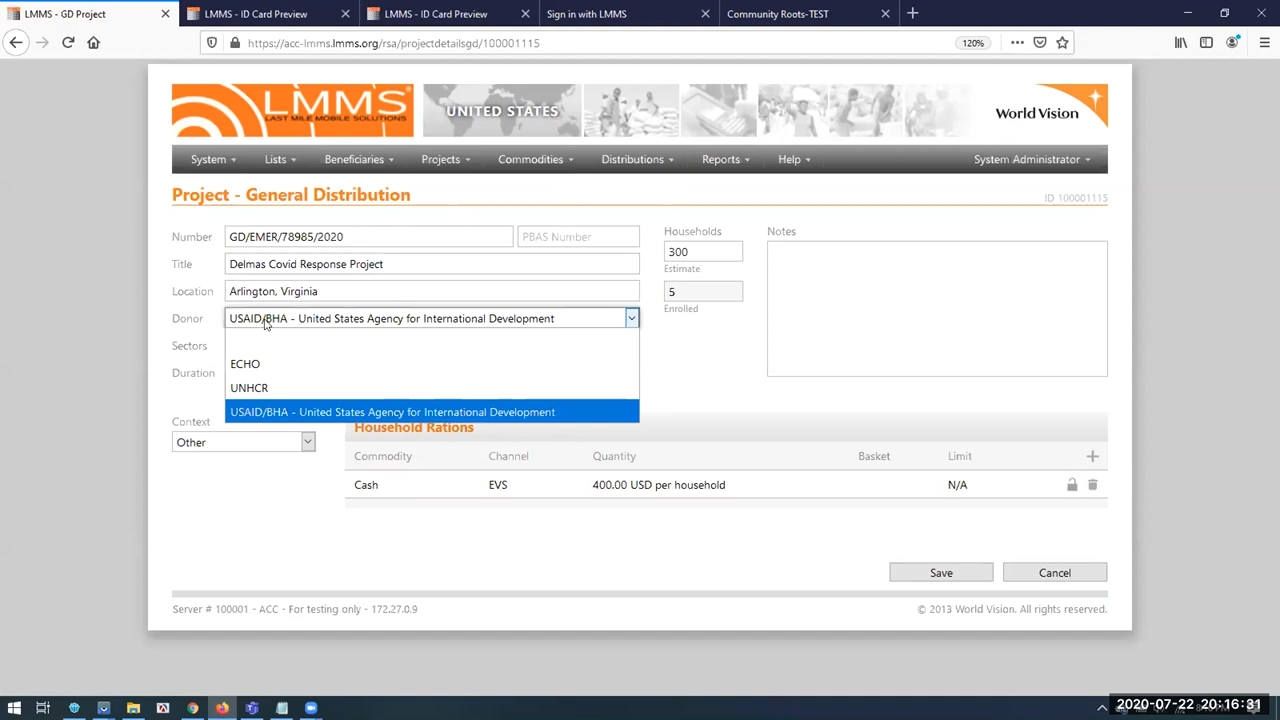 LMMS - GD Project
LMMS - ID Card Preview
LMMS - ID Card Preview
Sign in with LMMS
Community Roots-TEST
https://acc-lmms.lmms.org/rsa/projectdetailsgd/100001115
120%
LMMS
LAST MILE MOBILE SOLUTIONS
UNITED STATES
World Vision
System Lists Beneficiaries Projects Commodities Distributions Reports Help System Administrator
Project - General Distribution
ID 100001115
Number GD/EMER/78985/2020 PBAS Number
Title Delmas Covid Response Project
Location Arlington, Virginia
Donor USAID/BHA - United States Agency for International Development
Sectors
Duration
ECHO
UNHCR
USAID/BHA - United States Agency for International Development
Households
300
Estimate
5
Enrolled
Notes
Context
Other
Household Rations
Commodity Channel Quantity Basket Limit
Cash EVS 400.00 USD per household N/A
Save Cancel
Server # 100001 - ACC - For testing only - 172.27.0.9
© 2013 World Vision. All rights reserved.
2020-07-22 20:16:31